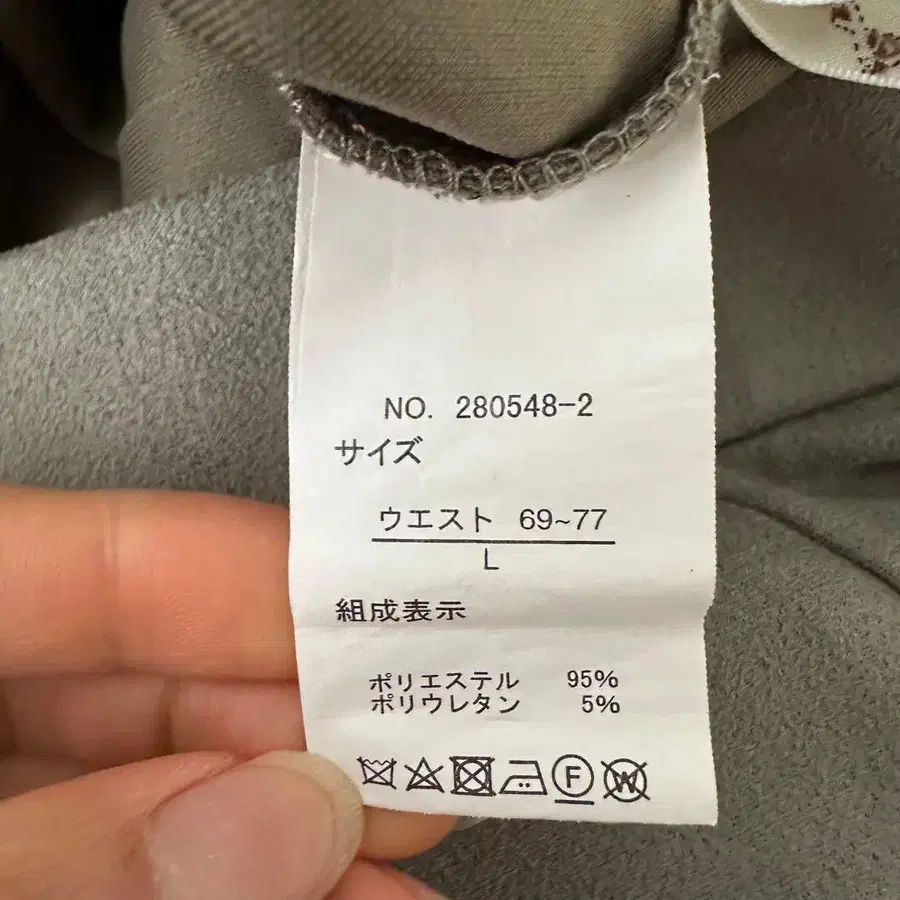 NO. 280548-2
サイズ
ウエスト 69~77
L
組成表示
ポリエステル 95%
ポリウレタン 5%
F W